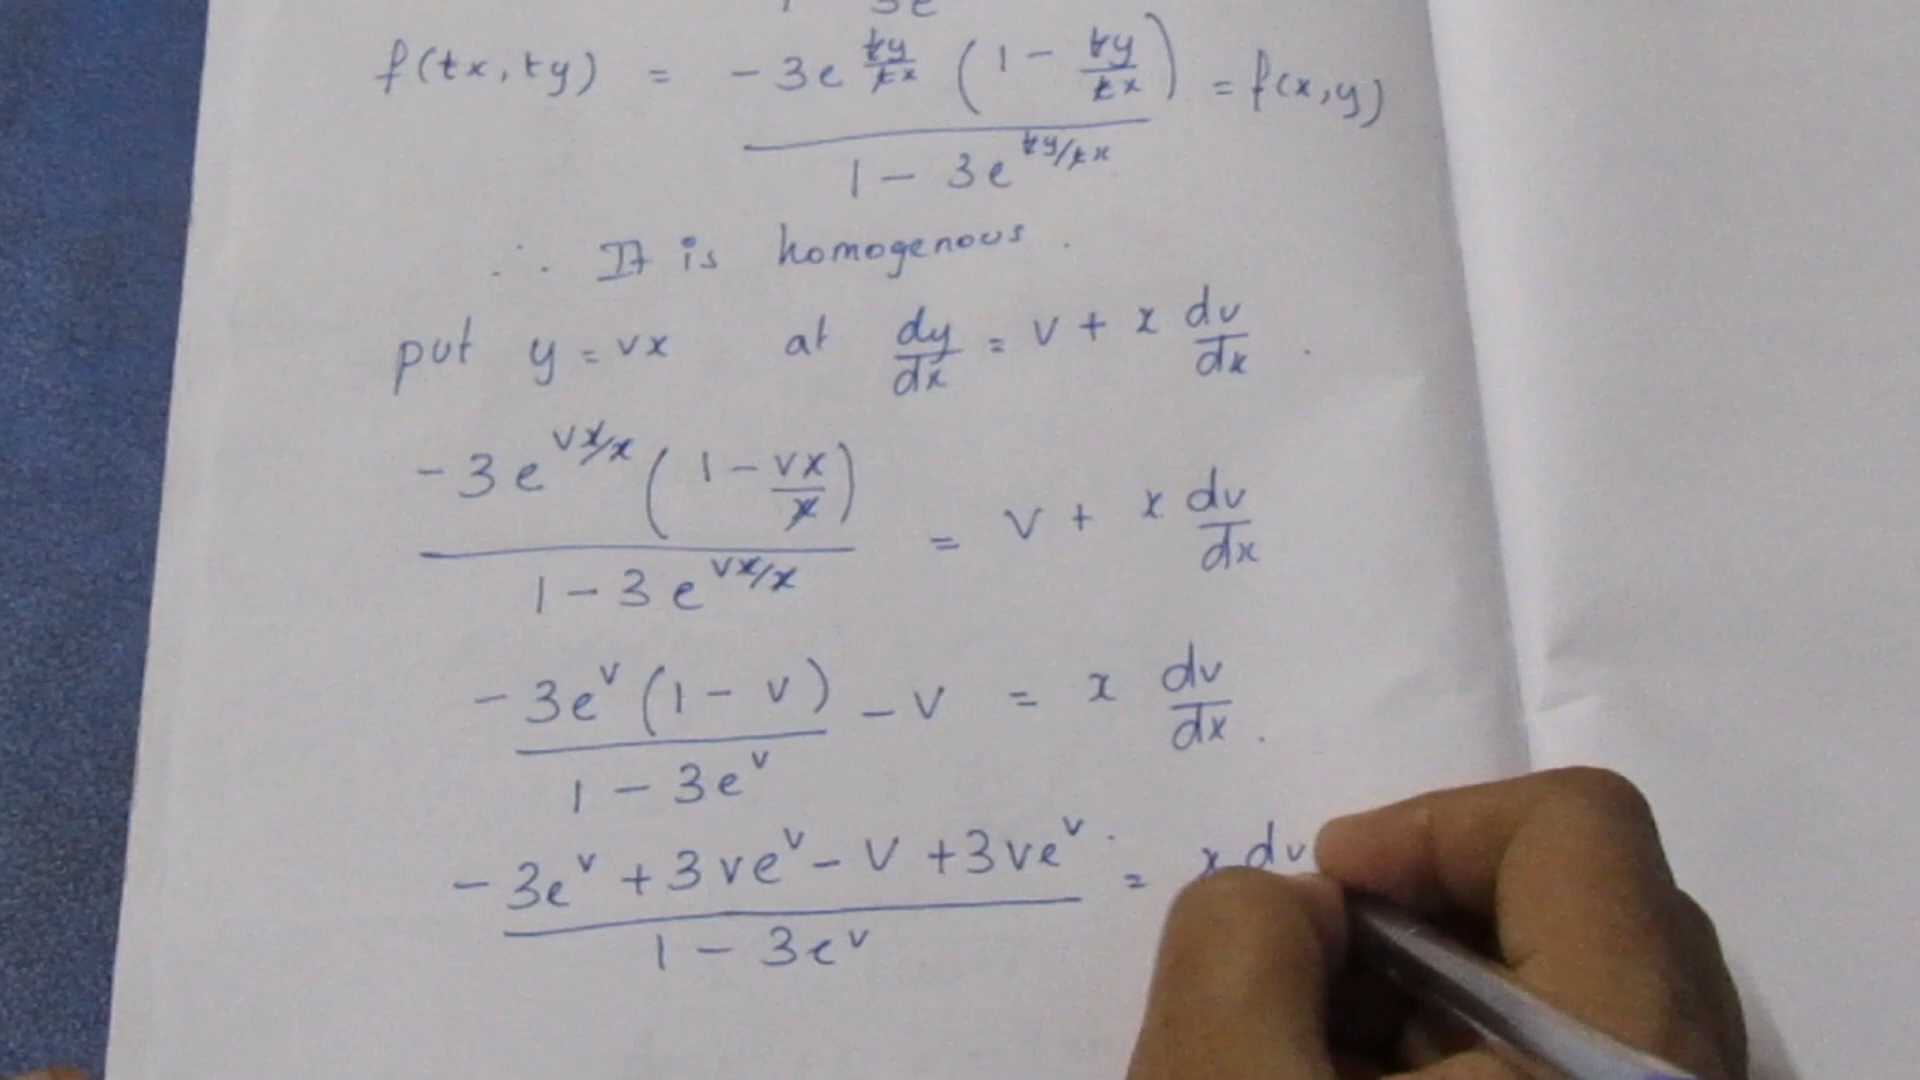 f(tx, ty) = -3e^(ty/tx) (1 - ty/tx) / 1 - 3e^(ty/tx) = f(x,y)
∴ It is homogenous.
put y = vx at dy/dx = v + x dv/dx.
-3e^(vx/x) (1 - vx/x) / 1 - 3e^(vx/x) = v + x dv/dx
-3e^v (1 - v) / 1 - 3e^v - v = x dv/dx.
-3e^v + 3ve^v - v + 3ve^v / 1 - 3e^v = x dv